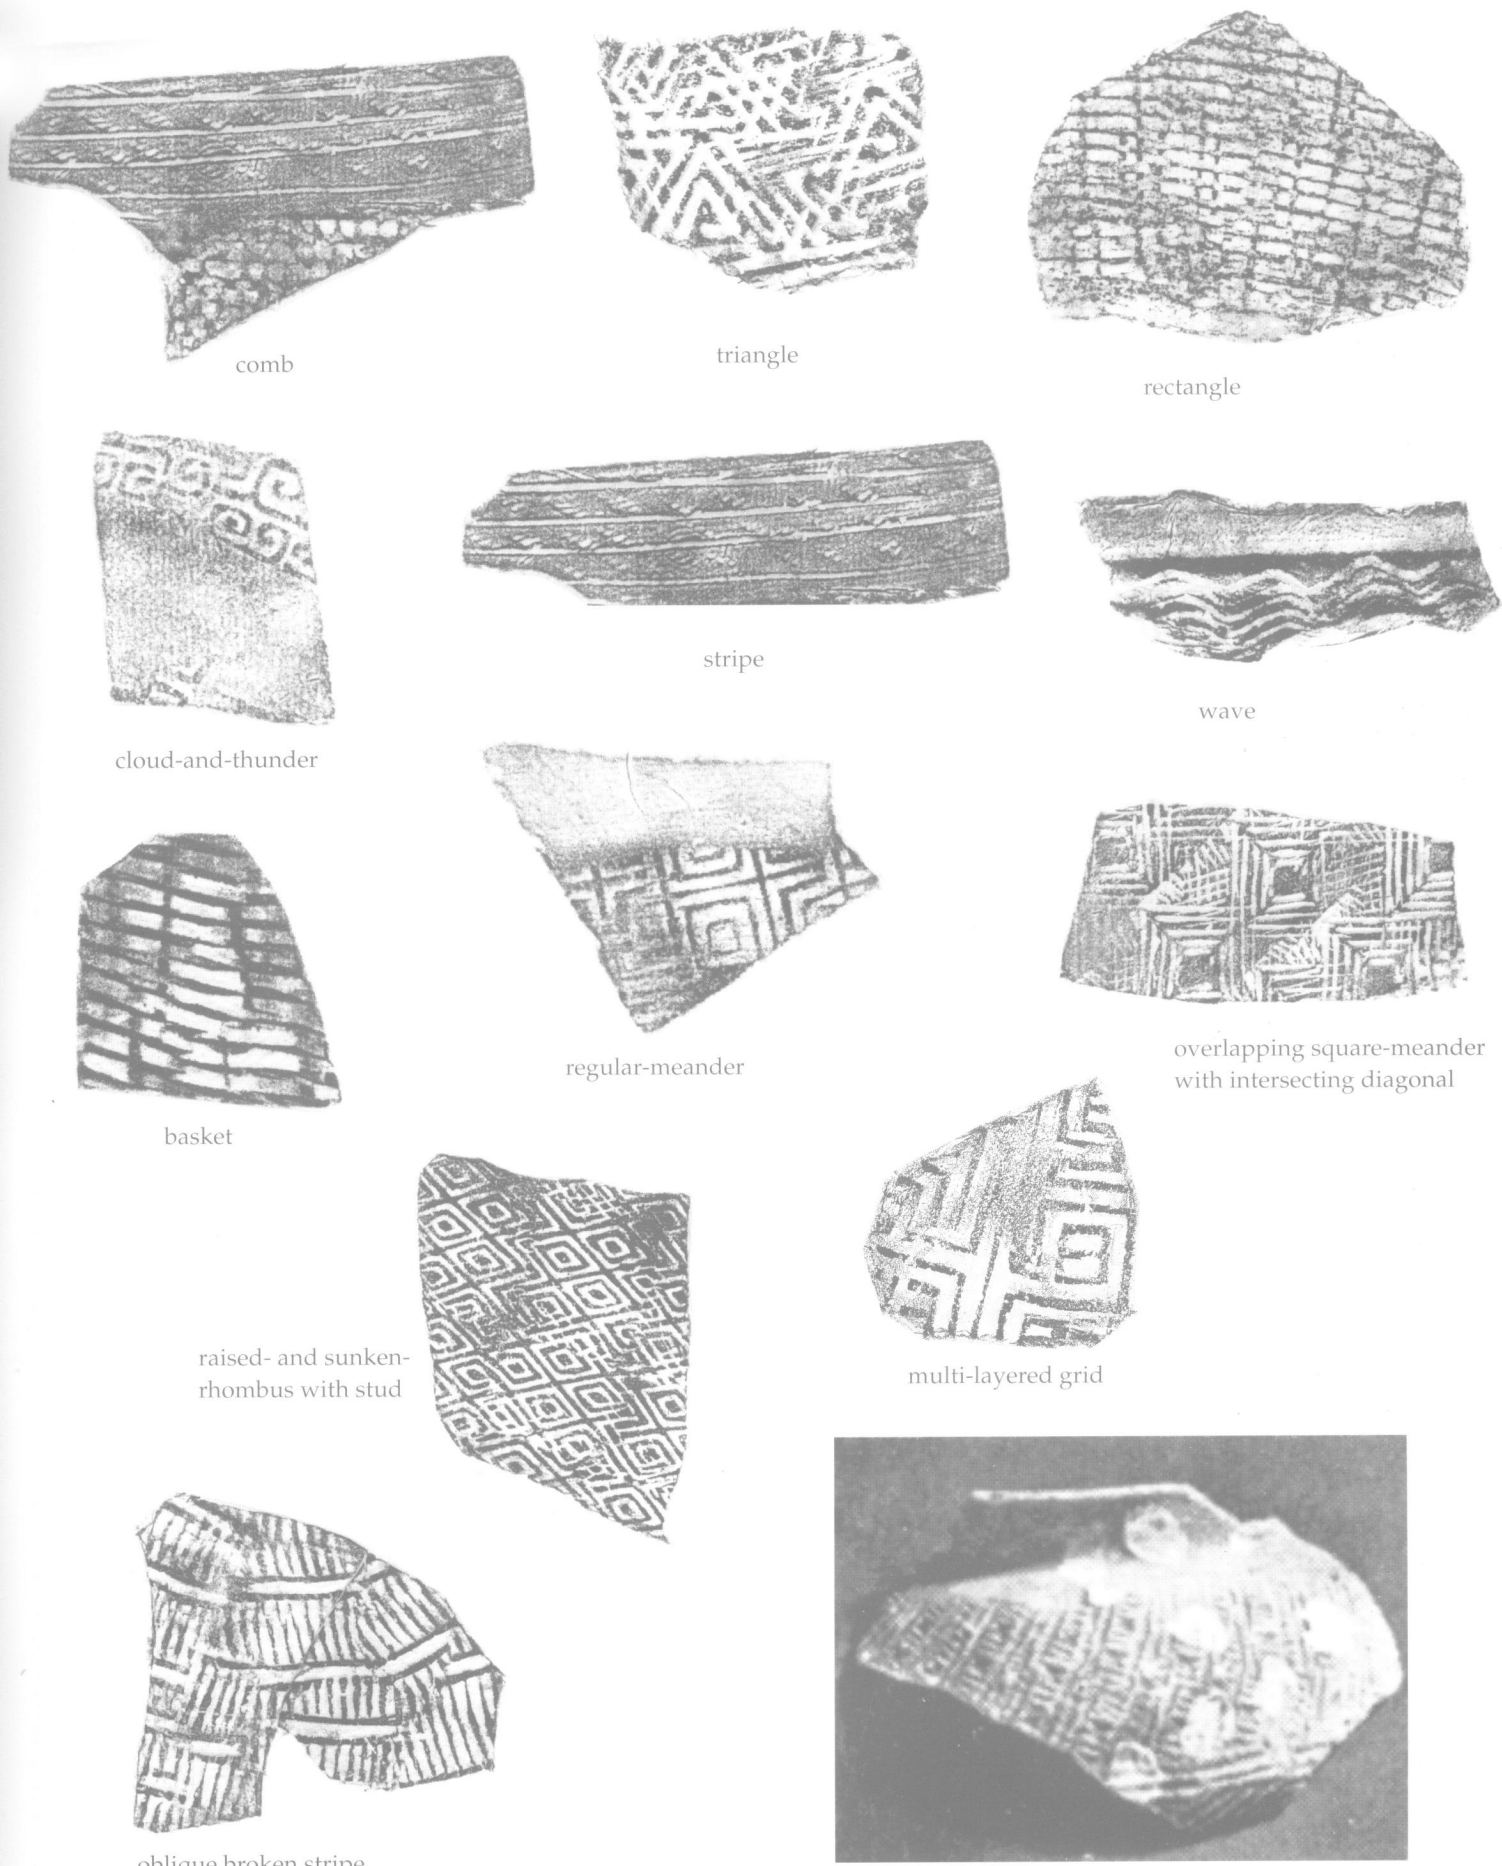 comb
triangle
rectangle
cloud-and-thunder
stripe
wave
basket
regular-meander
overlapping square-meander
with intersecting diagonal
raised- and sunken-
rhombus with stud
multi-layered grid
oblique broken stripe